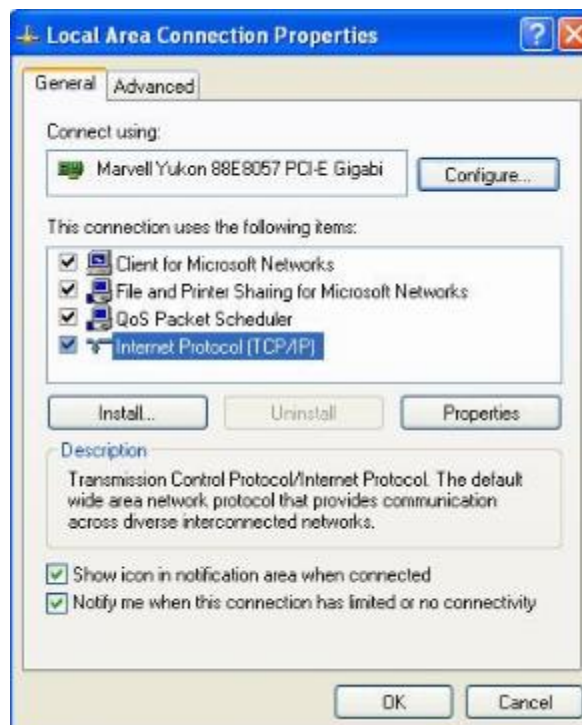 Local Area Connection Properties
General
Advanced
Connect using:
Marvell Yukon 88E8057 PCI-E Gigabi
Configure...
This connection uses the following items:
Client for Microsoft Networks
File and Printer Sharing for Microsoft Networks
QoS Packet Scheduler
Internet Protocol (TCP/IP)
Install...
Uninstall
Properties
Description
Transmission Control Protocol/Internet Protocol. The default
wide area network protocol that provides communication
across diverse interconnected networks.
Show icon in notification area when connected
Notify me when this connection has limited or no connectivity
OK
Cancel